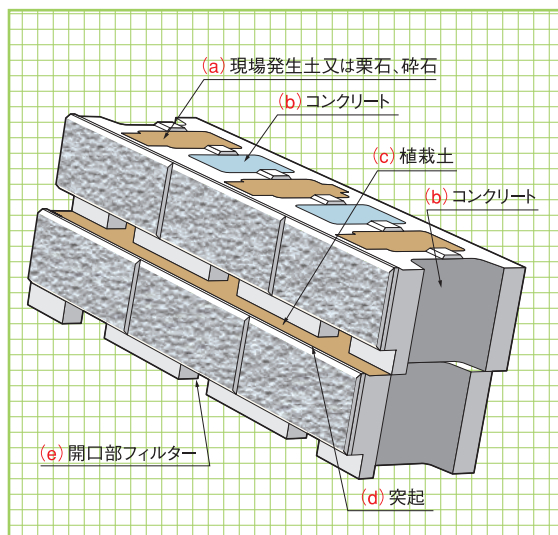 (a)現場発生土又は栗石、砕石
(b)コンクリート
(c)植栽土
(b)コンクリート
(e)開口部フィルター
(d)突起